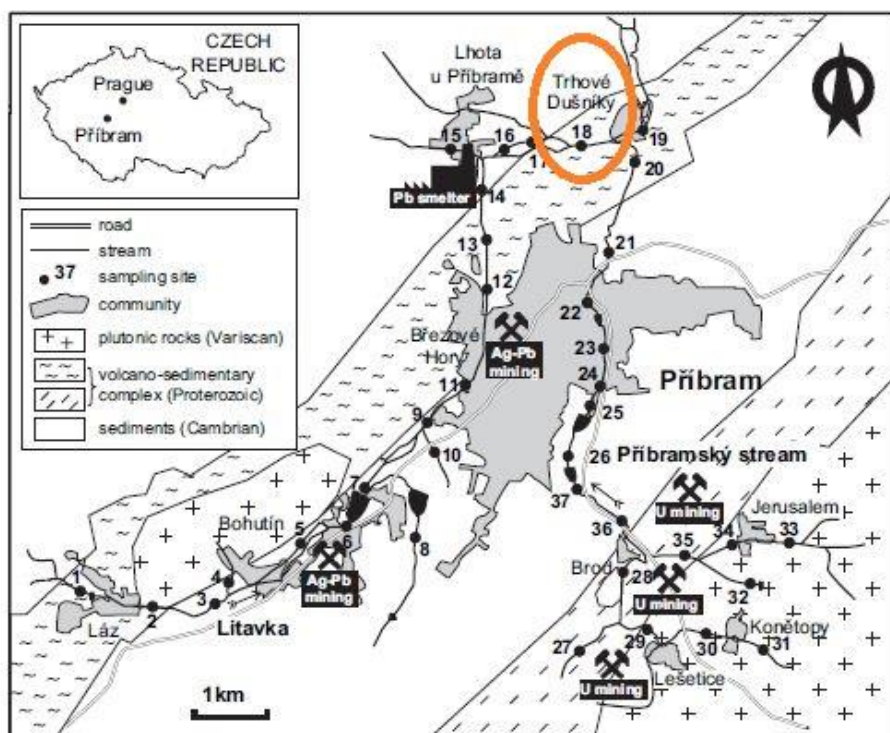 CZECH
REPUBLIC
Prague
Příbram
road
stream
37 sampling site
community
plutonic rocks (Variscan)
volcano-sedimentary
complex (Proterozoic)
sediments (Cambrian)
Lhota
u Příbramě
Trhové
Dušníky
15
16
17
18
19
20
Pb smelter
14
13
12
21
22
Březové
Hory
Ag-Pb
mining
23
24
Příbram
11
25
9
10
26
Příbramský stream
37
7
U mining
Jerusalem
Bohutín
5
6
8
36
35
34
33
1
4
3
2
Ag-Pb
mining
Brod
28
U mining
32
Láz
Litavka
27
29
Konětopy
30
31
U mining
Lešetice
1 km